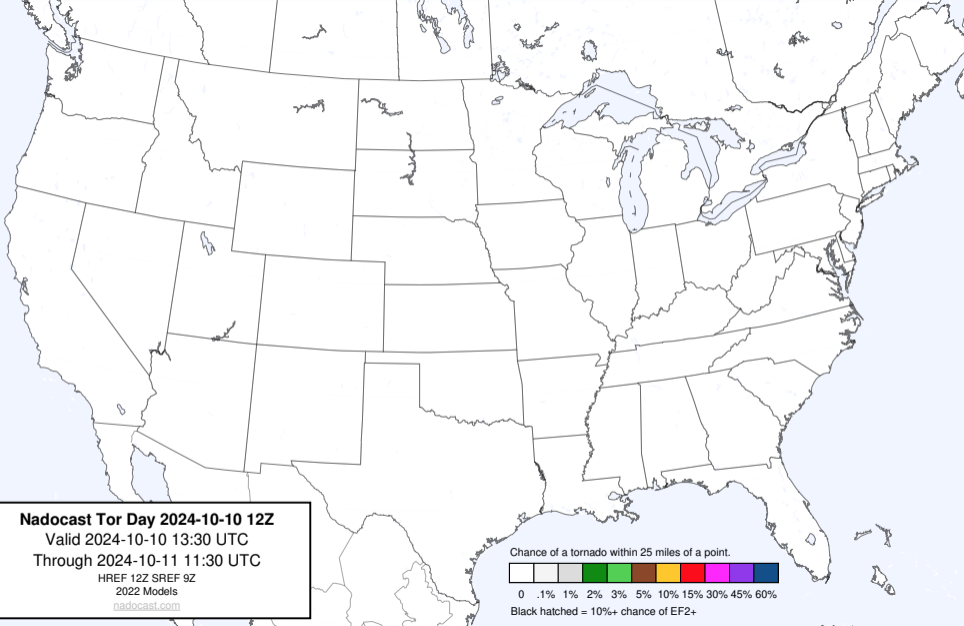 Nadocast Tor Day 2024-10-10 12Z
Valid 2024-10-10 13:30 UTC
Through 2024-10-11 11:30 UTC
HREF 12Z SREF 9Z
2022 Models
nadocast.com
Chance of a tornado within 25 miles of a point.
0 .1% 1% 2% 3% 5% 10% 15% 30% 45% 60%
Black hatched = 10%+ chance of EF2+